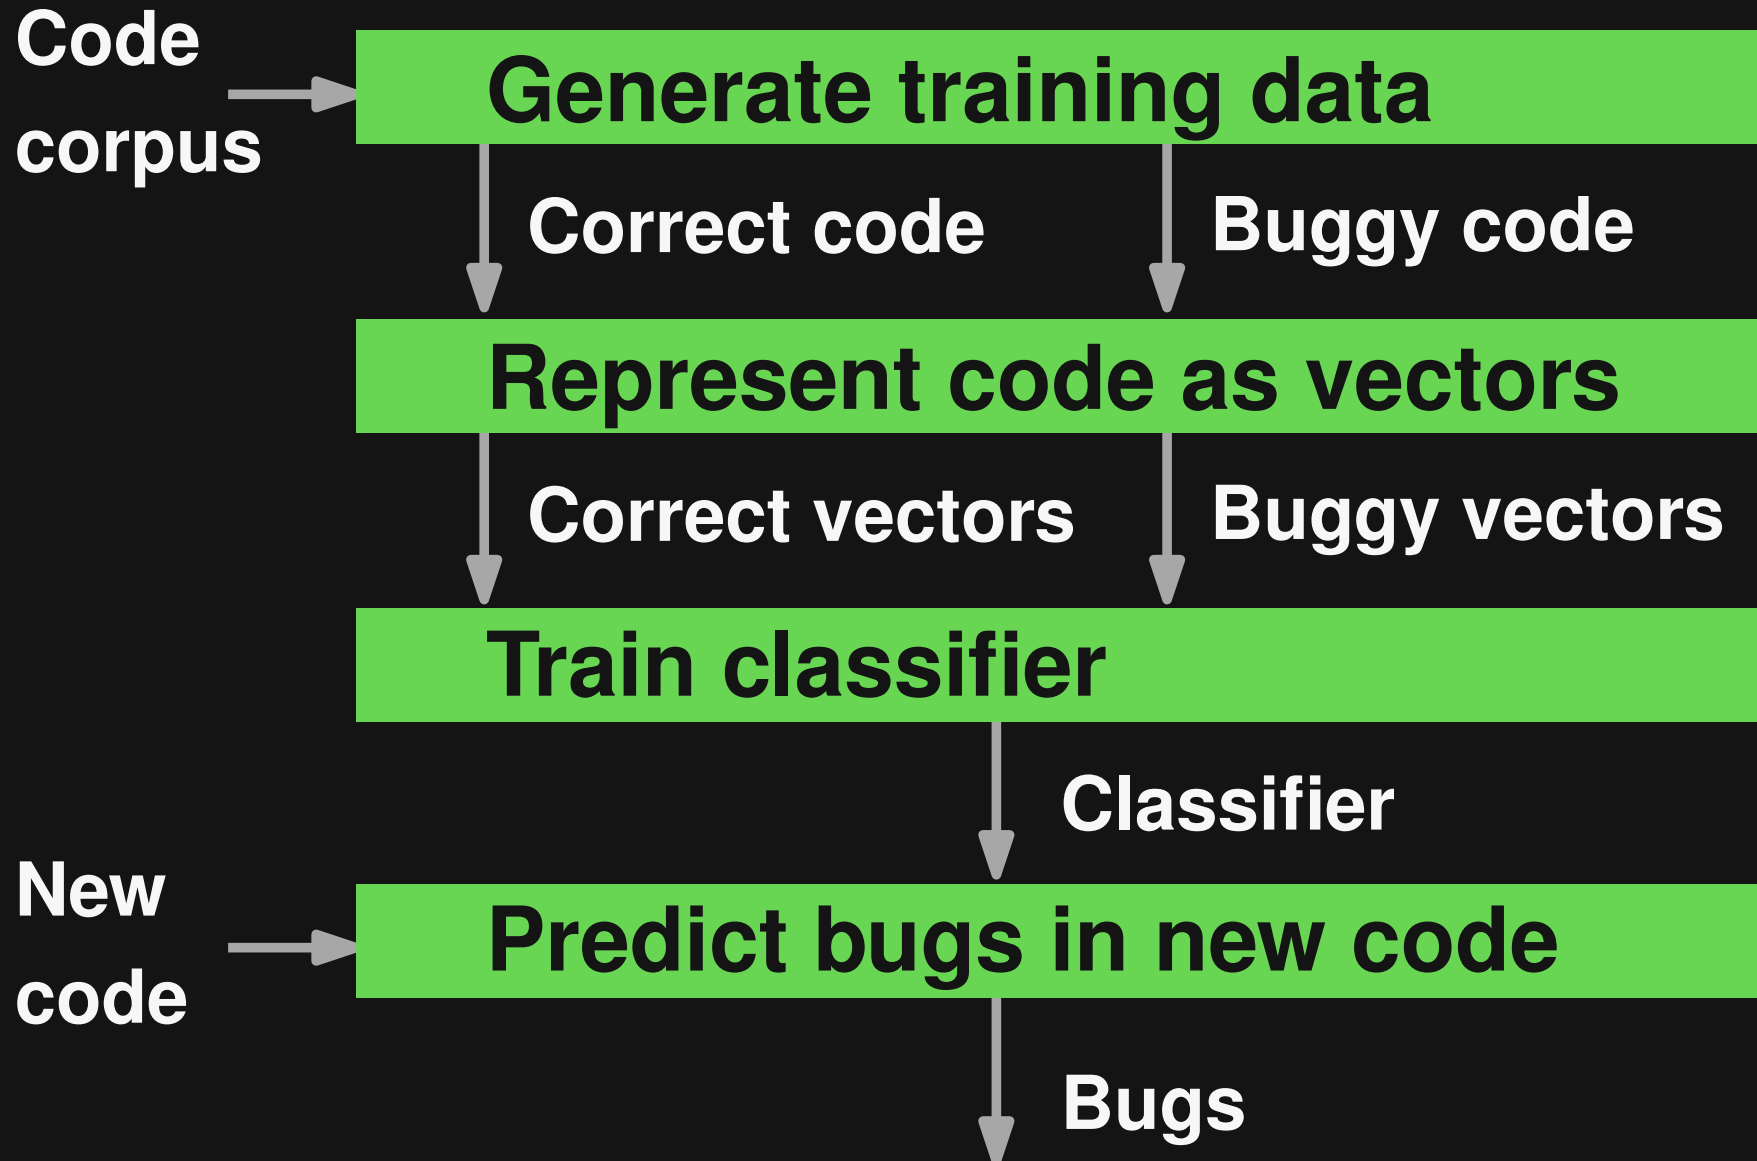 Code
corpus
Generate training data
Correct code
Buggy code
Represent code as vectors
Correct vectors
Buggy vectors
Train classifier
Classifier
New
code
Predict bugs in new code
Bugs